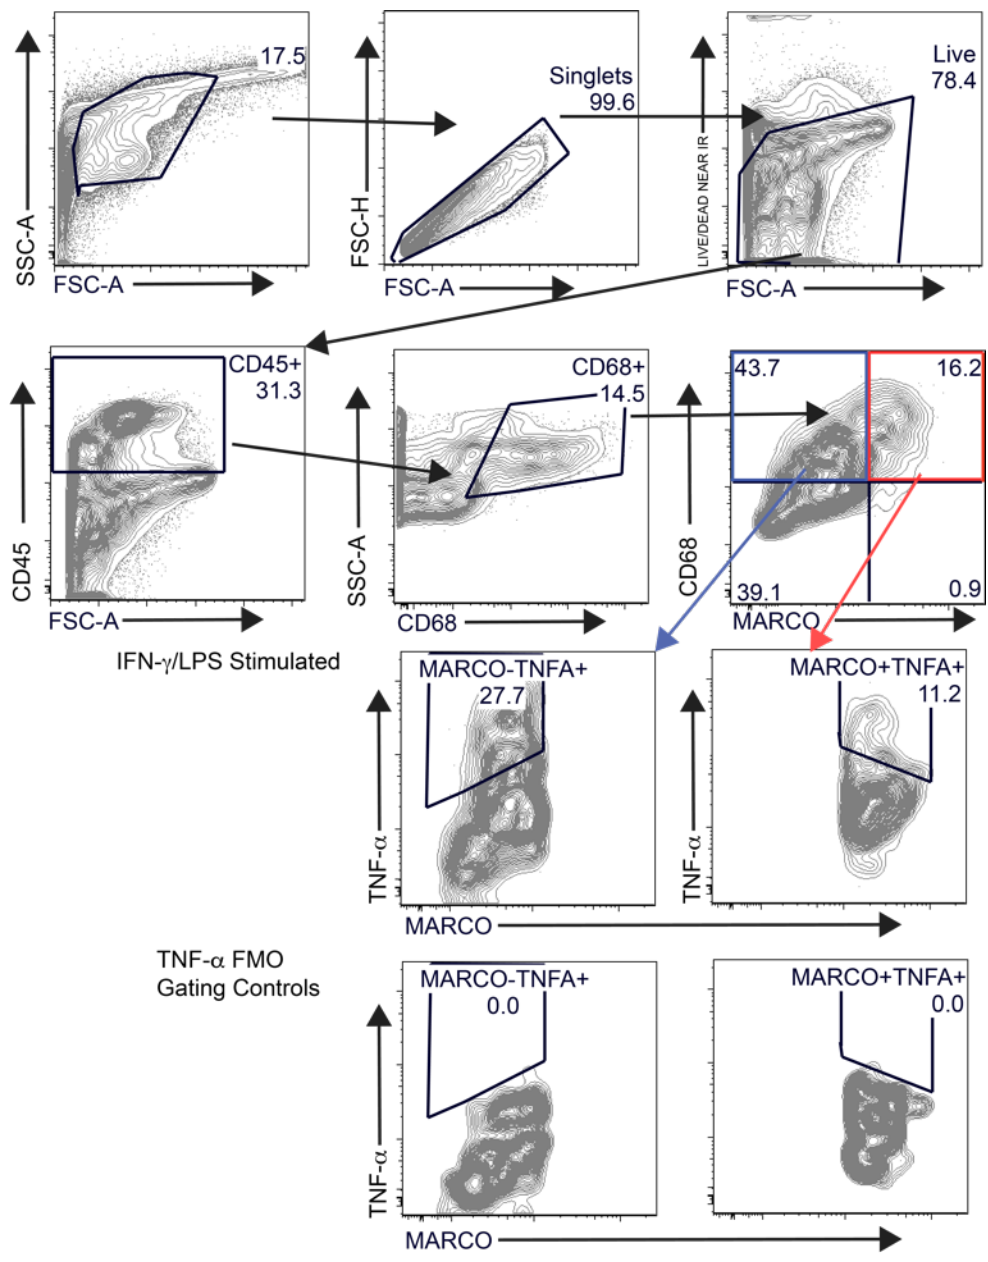 17.5
SSC-A
FSC-A
Singlets
99.6
FSC-H
FSC-A
Live
78.4
LIVE/DEAD NEAR IR
FSC-A
CD45+
31.3
CD45
FSC-A
CD68+
14.5
SSC-A
CD68
43.7
16.2
39.1
0.9
CD68
MARCO
IFN-γ/LPS Stimulated
MARCO-TNFA+
27.7
TNF-α
MARCO
MARCO+TNFA+
11.2
TNF-α
TNF-α FMO
Gating Controls
MARCO-TNFA+
0.0
TNF-α
MARCO
MARCO+TNFA+
0.0